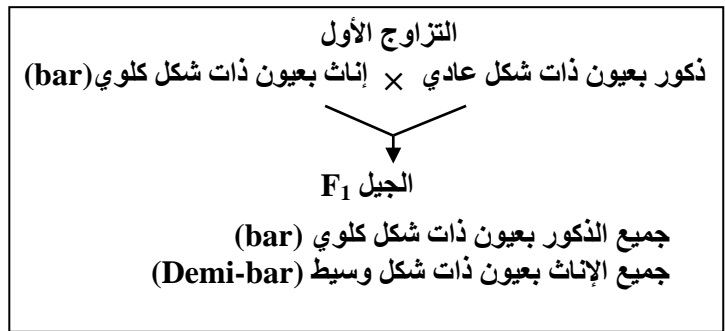 التزاوج الأول
ذكور بعيون ذات شكل عادي × إناث بعيون ذات شكل كلوي(bar)
الجيل F₁
جميع الذكور بعيون ذات شكل كلوي (bar)
جميع الإناث بعيون ذات شكل وسيط (Demi-bar)